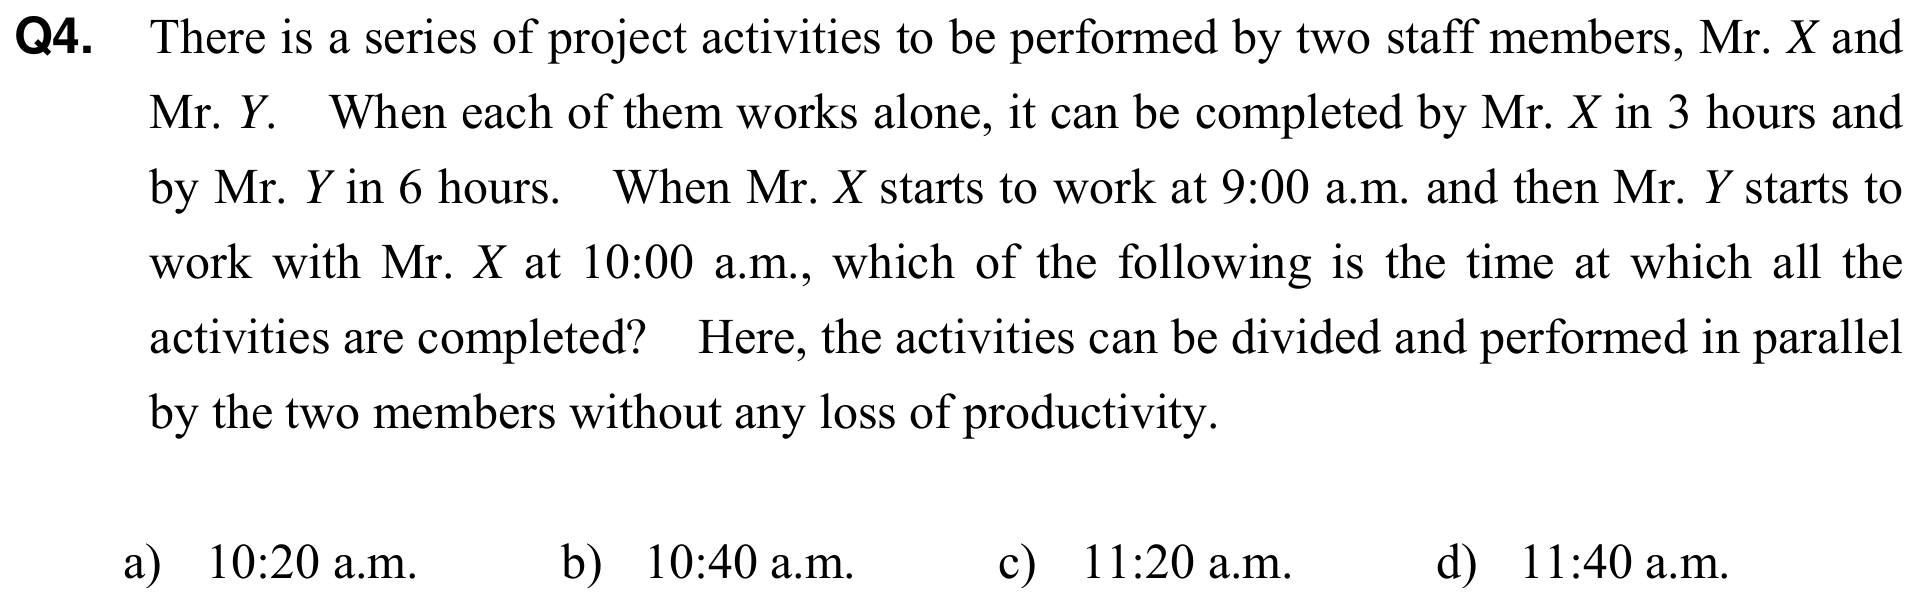 Q4. There is a series of project activities to be performed by two staff members, Mr. X and
Mr. Y. When each of them works alone, it can be completed by Mr. X in 3 hours and
by Mr. Y in 6 hours. When Mr. X starts to work at 9:00 a.m. and then Mr. Y starts to
work with Mr. X at 10:00 a.m., which of the following is the time at which all the
activities are completed? Here, the activities can be divided and performed in parallel
by the two members without any loss of productivity.
a) 10:20 a.m. b) 10:40 a.m. c) 11:20 a.m. d) 11:40 a.m.